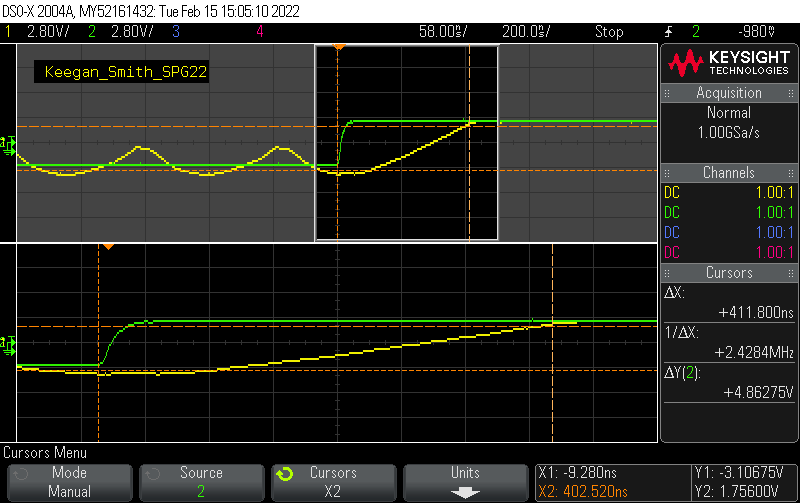 DSO-X 2004A, MY52161432: Tue Feb 15 15:05:10 2022
1 2.80V/ 2 2.80V/ 3 4 58.00ns/ 200.0ns/ Stop 2 -980mV
Keegan_Smith_SPG22
KEYSIGHT
TECHNOLOGIES
Acquisition
Normal
1.00GSa/s
Channels
DC 1.00:1
DC 1.00:1
DC 1.00:1
DC 1.00:1
Cursors
ΔX:
+411.800ns
1/ΔX:
+2.4284MHz
ΔY(2):
+4.86275V
Cursors Menu
Mode
Manual
Source
2
Cursors
X2
Units
X1: -9.280ns
X2: 402.520ns
Y1: -3.10675V
Y2: 1.75600V